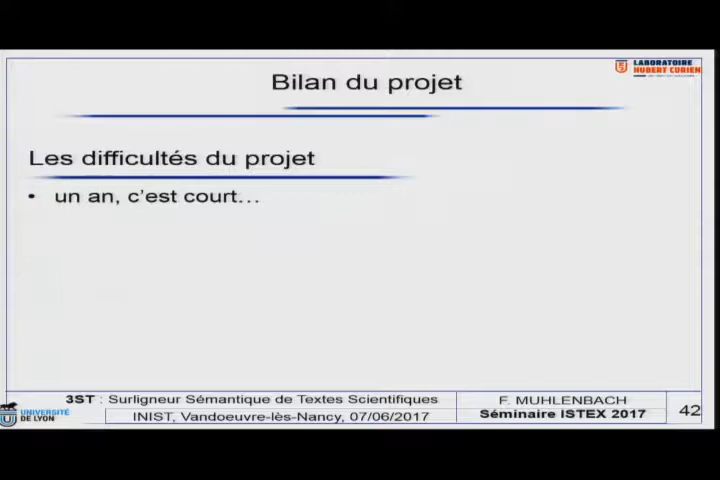 LABORATOIRE
HUBERT CURIEN
Bilan du projet
Les difficultés du projet
• un an, c'est court...
3ST : Surligneur Sémantique de Textes Scientifiques
F. MUHLENBACH
42
UNIVERSITÉ
DE LYON
INIST, Vandoeuvre-lès-Nancy, 07/06/2017
Séminaire ISTEX 2017